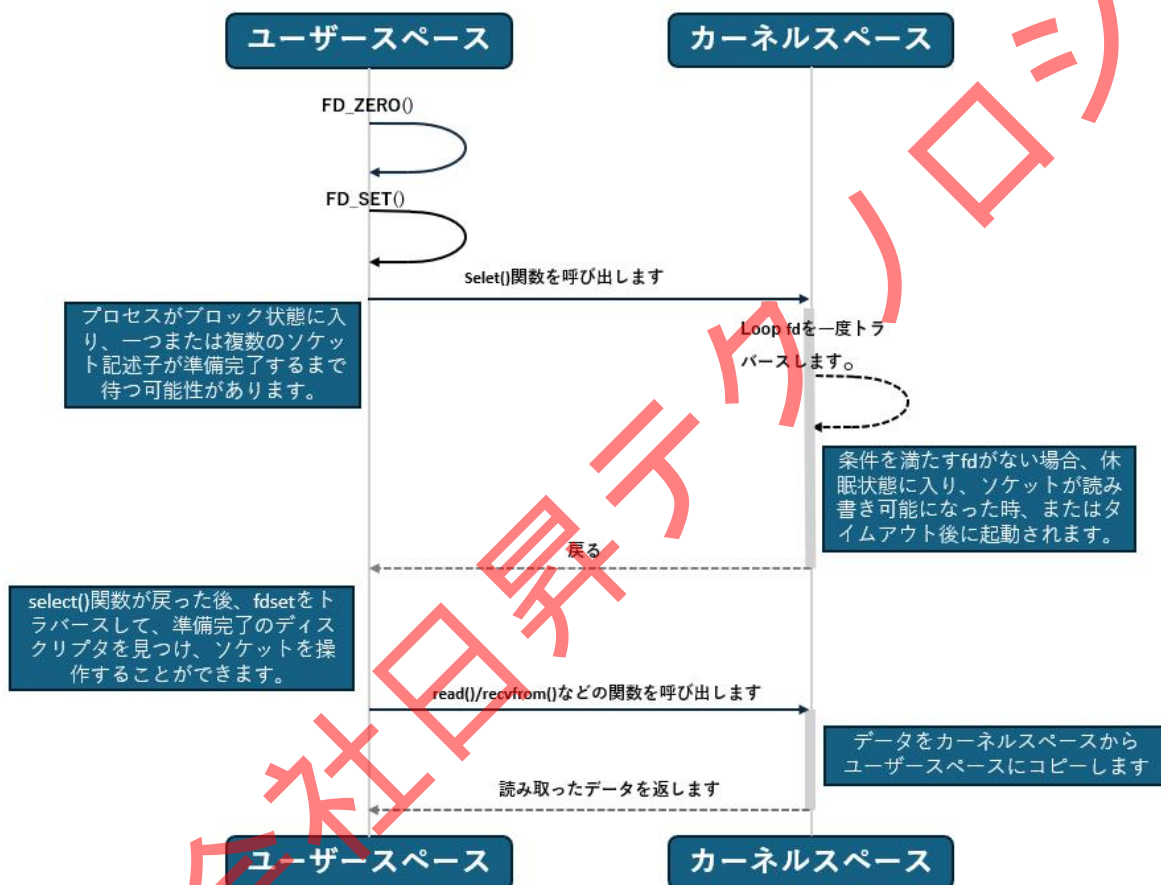 ユーザースペース
カーネルスペース
FD_ZERO()
FD_SET()
Selet()関数を呼び出します
プロセスがブロック状態に入
り、一つまたは複数のソケッ
ト記述子が準備完了するまで
待つ可能性があります。
Loop fdを一度トラ
バースします。
条件を満たすfdがない場合、休
眠状態に入り、ソケットが読み
書き可能になった時、またはタ
イムアウト後に起動されます。
戻る
select()関数が戻った後、fdsetをト
ラバースして、準備完了のディス
クリプタを見つけ、ソケットを操
作することができます。
read()/recvfrom()などの関数を呼び出します
データをカーネルスペースから
ユーザースペースにコピーします
読み取ったデータを返します
ユーザースペース
カーネルスペース
会社日昇テクノロジ